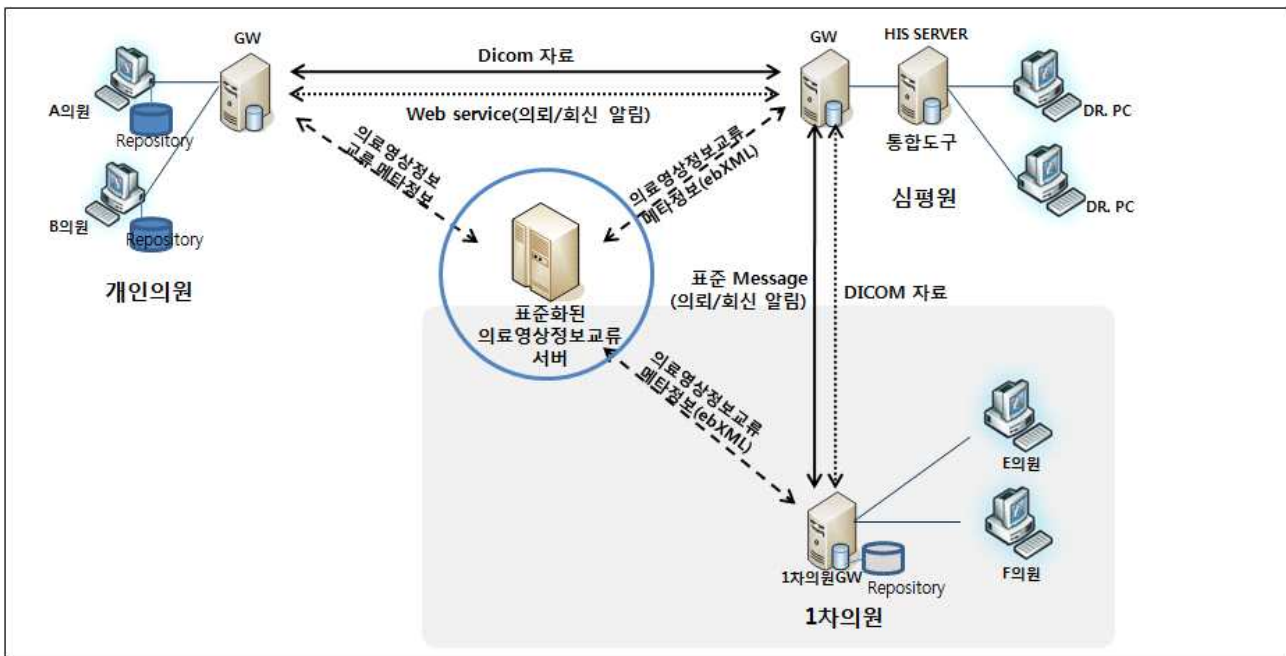 GW
A의원
Repository
B의원
Repository
개인의원
Dicom 자료
Web service(의뢰/회신 알림)
의료영상정보
교류 메타정보
의료영상정보교류
메타정보(ebXML)
GW
HIS SERVER
통합도구
심평원
DR. PC
DR. PC
표준화된
의료영상정보교류
서버
표준 Message
(의뢰/회신 알림)
DICOM 자료
의료영상정보교류
메타정보(ebXML)
E의원
F의원
1차의원GW
Repository
1차의원